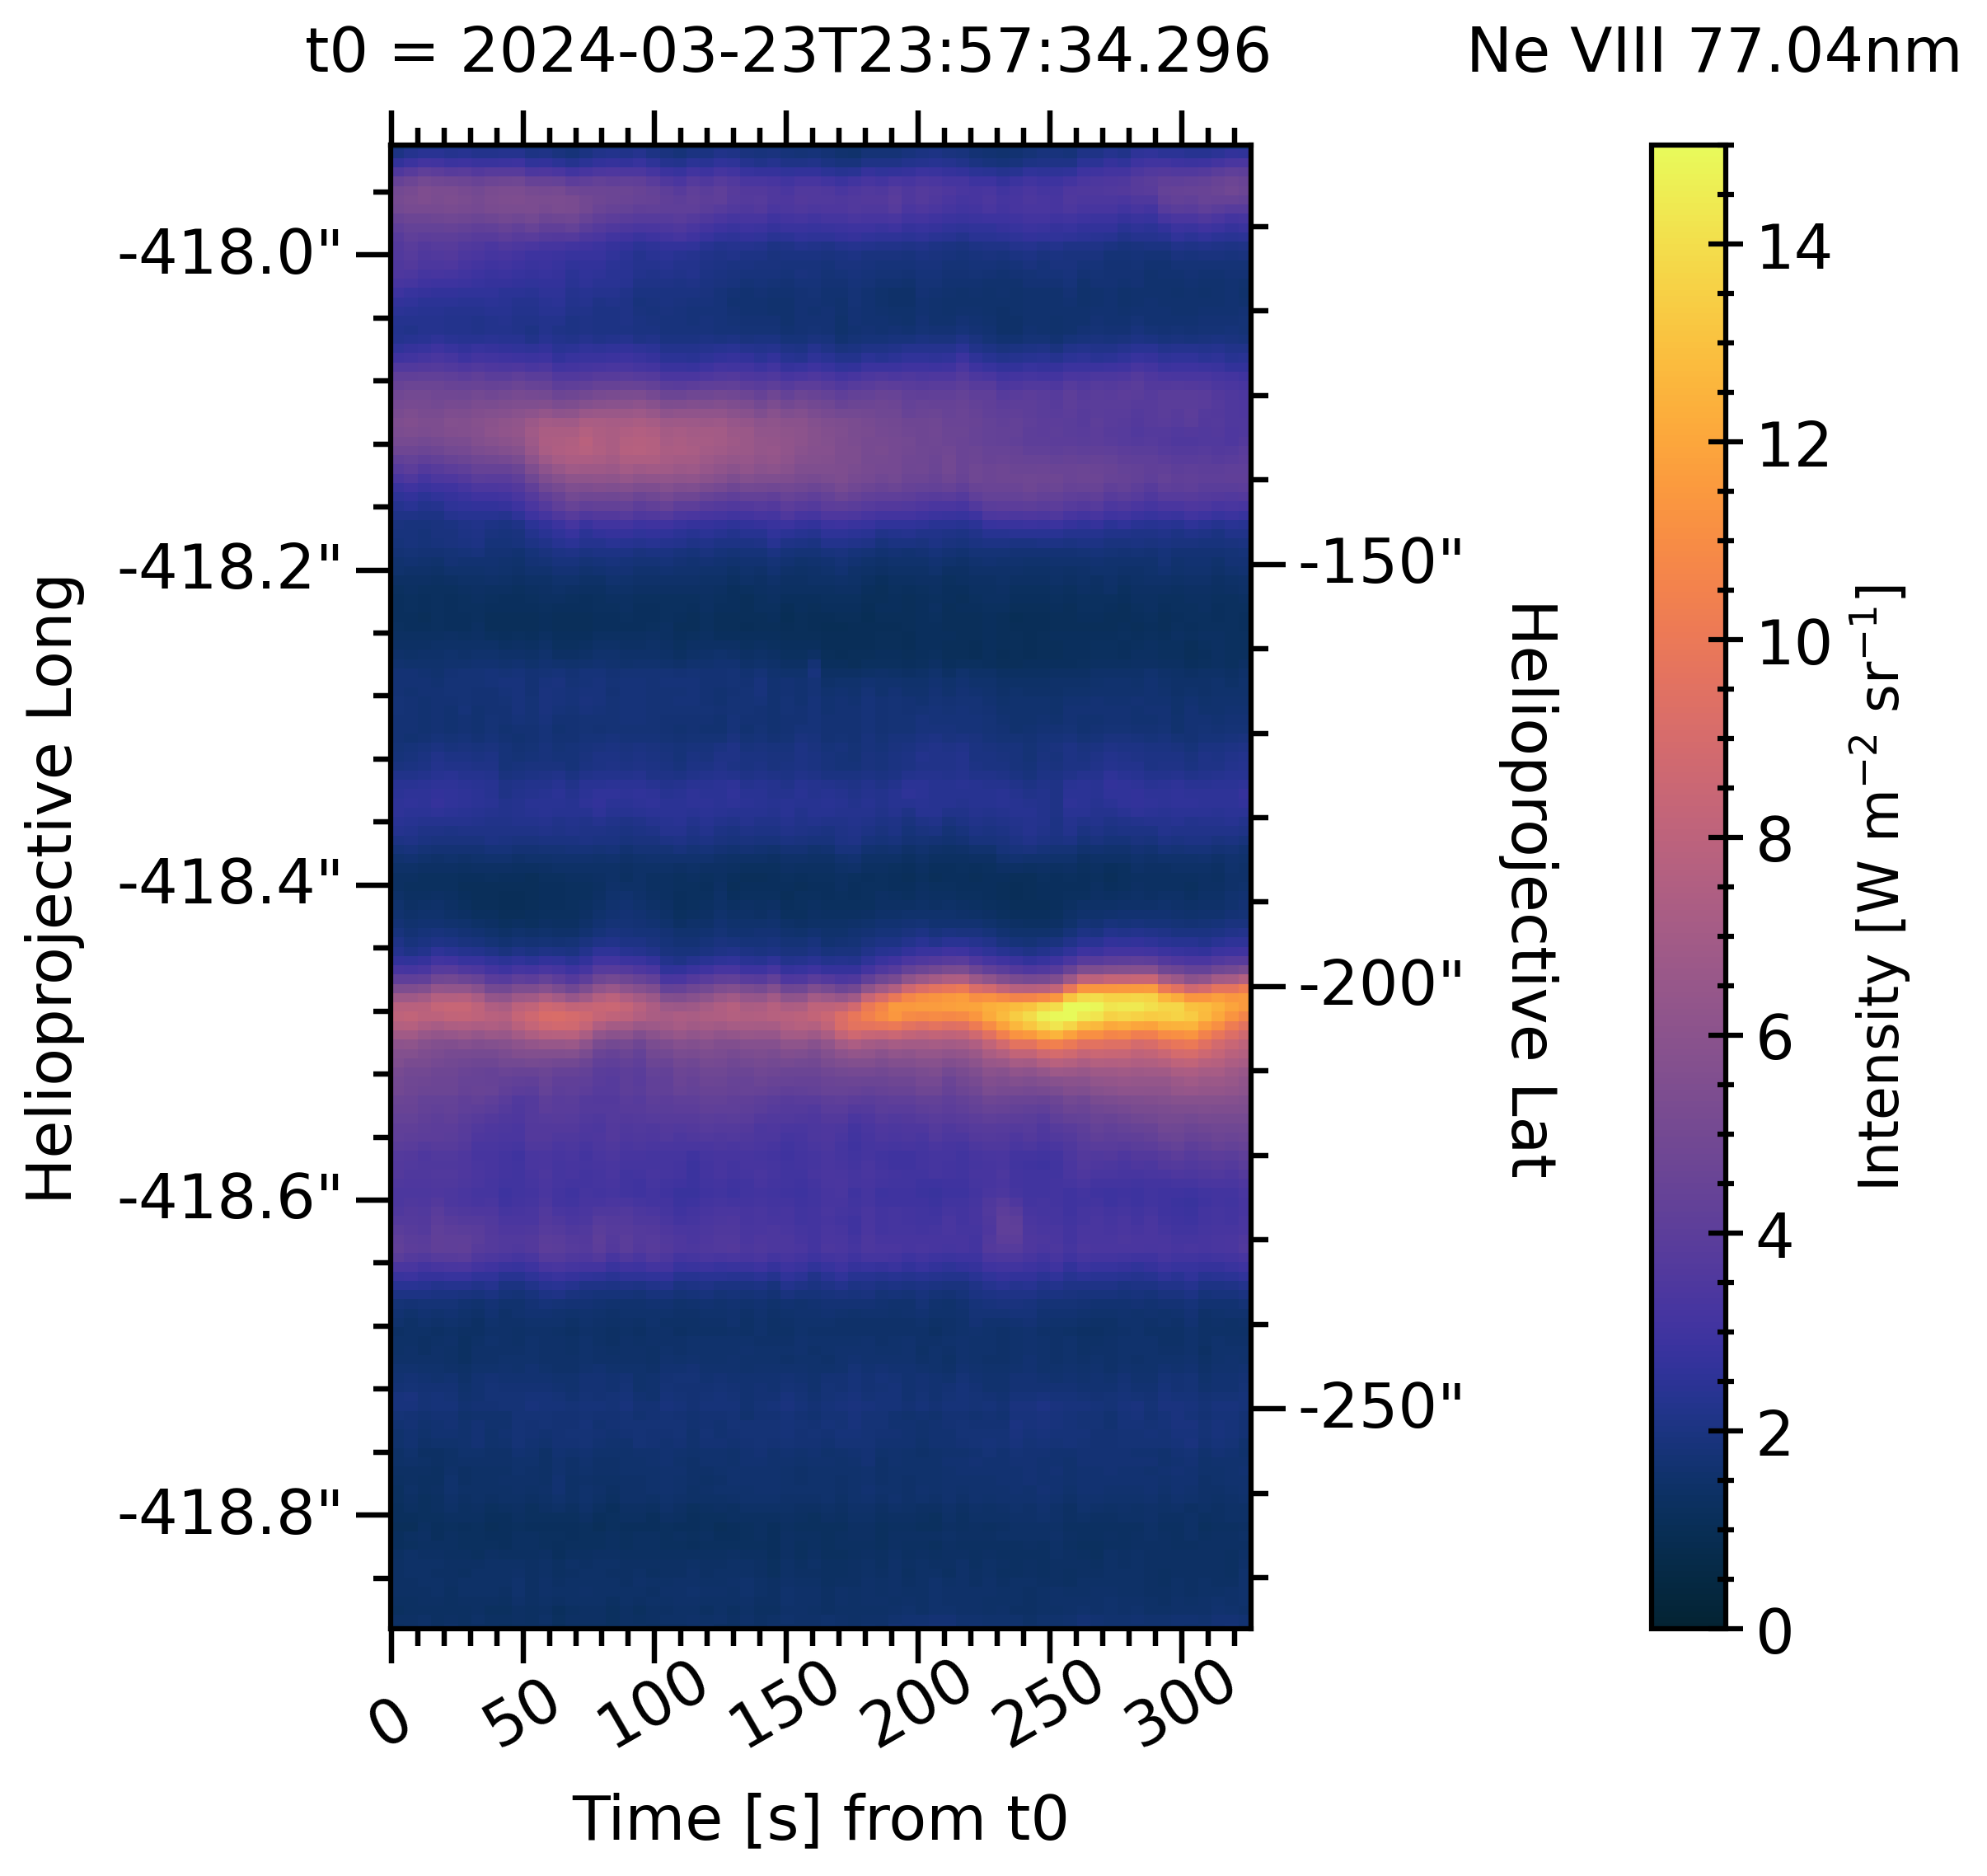 t0 = 2024-03-23T23:57:34.296
Ne VIII 77.04nm
Helioprojective Long
-418.0"
-418.2"
-418.4"
-418.6"
-418.8"
-150"
-200"
-250"
Helioprojective Lat
14
12
10
8
6
4
2
0
Intensity [W m⁻² sr⁻¹]
0 50 100 150 200 250 300
Time [s] from t0